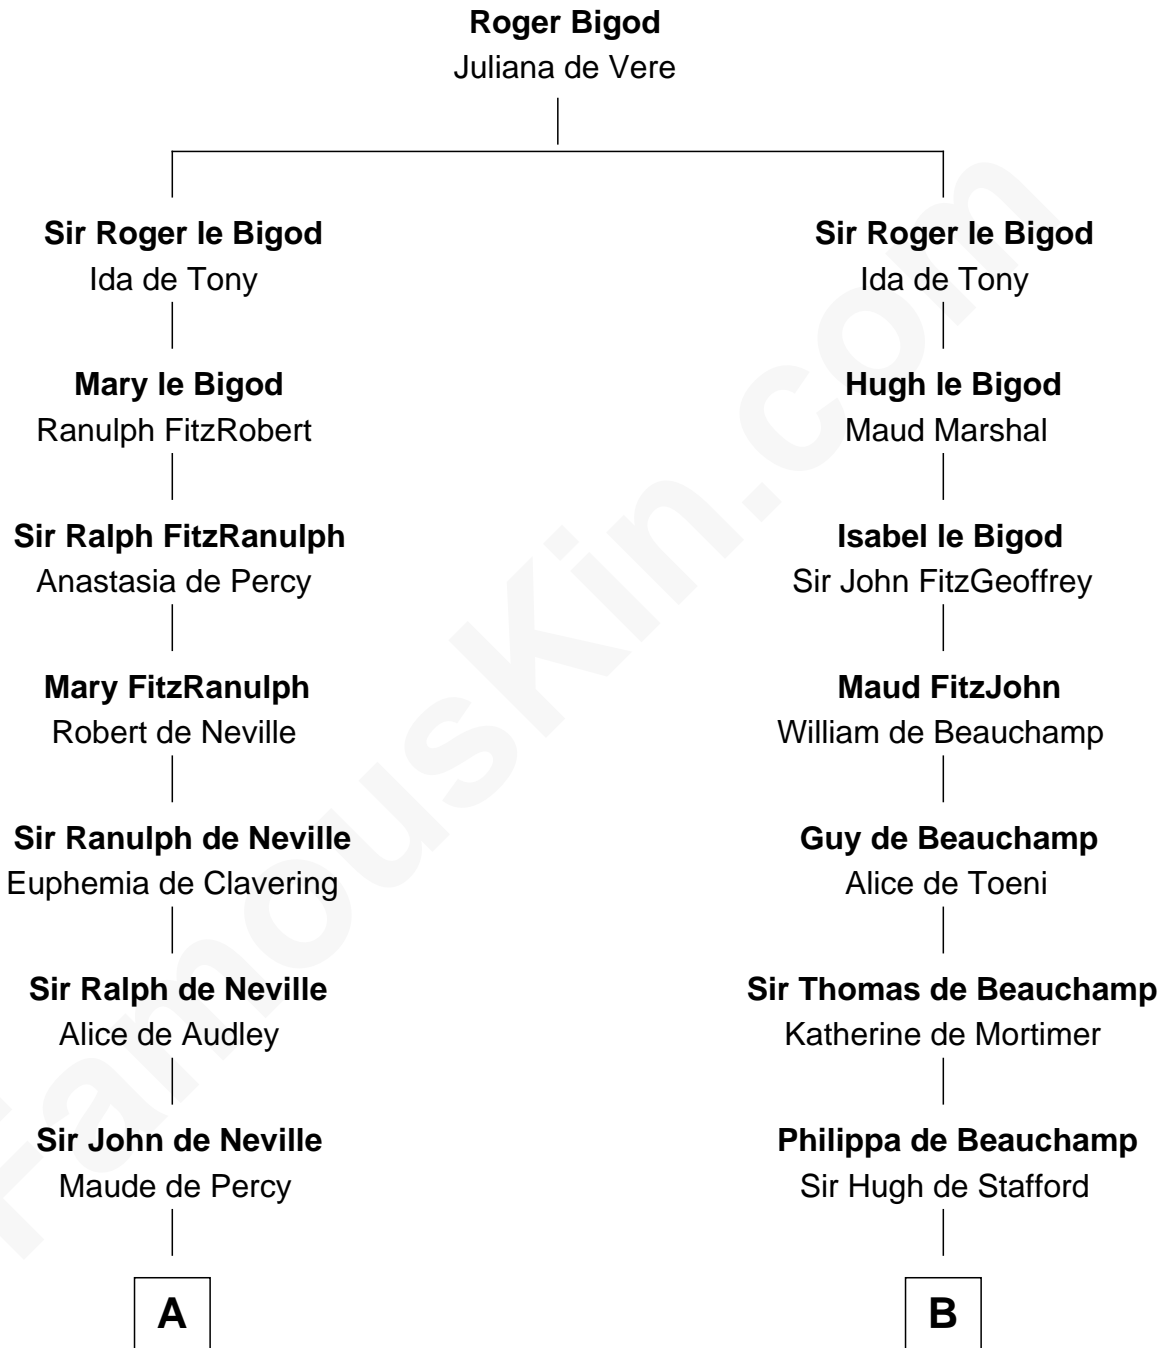 Roger Bigod
Juliana de Vere
Sir Roger le Bigod
Ida de Tony
Sir Roger le Bigod
Ida de Tony
Mary le Bigod
Ranulph FitzRobert
Hugh le Bigod
Maud Marshal
Sir Ralph FitzRanulph
Anastasia de Percy
Isabel le Bigod
Sir John FitzGeoffrey
Mary FitzRanulph
Robert de Neville
Maud FitzJohn
William de Beauchamp
Sir Ranulph de Neville
Euphemia de Clavering
Guy de Beauchamp
Alice de Toeni
Sir Ralph de Neville
Alice de Audley
Sir Thomas de Beauchamp
Katherine de Mortimer
Sir John de Neville
Maude de Percy
Philippa de Beauchamp
Sir Hugh de Stafford
A
B
FamousKin.com